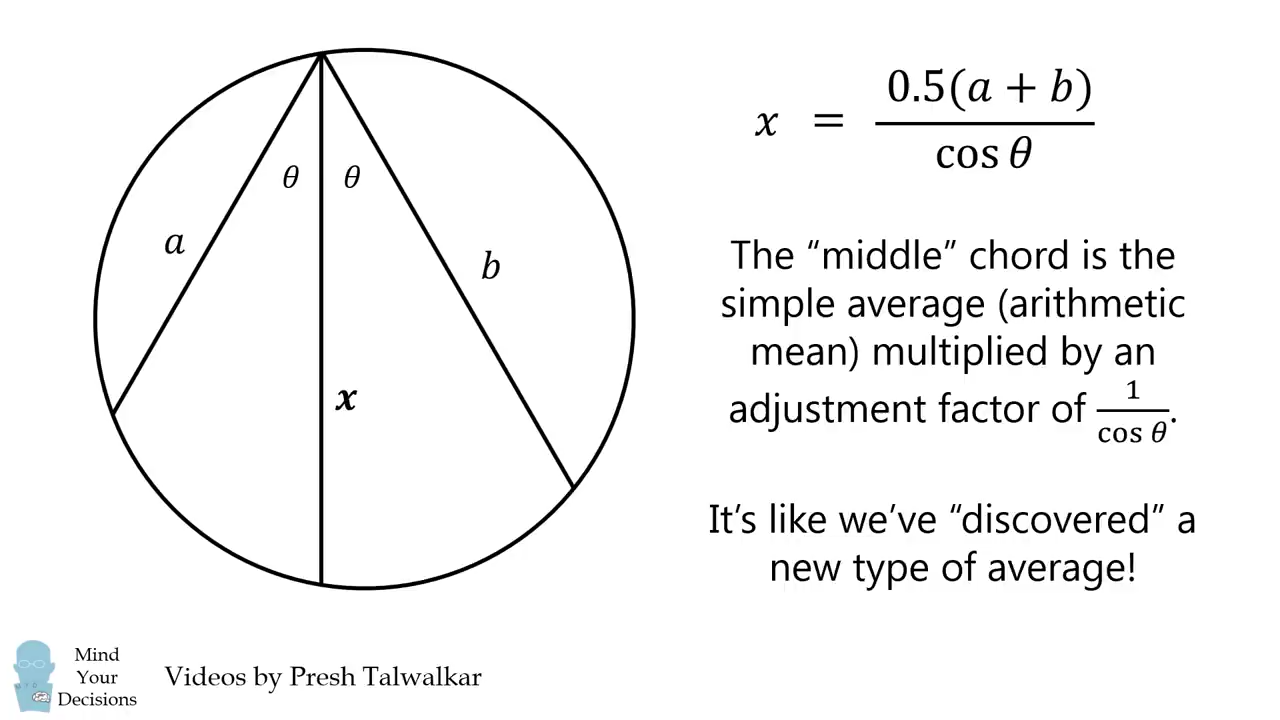 x = 0.5(a + b)
cos θ
θ θ
a
b
x
The “middle” chord is the
simple average (arithmetic
mean) multiplied by an
adjustment factor of 1/cos θ.
It’s like we’ve “discovered” a
new type of average!
Mind
Your
Decisions
Videos by Presh Talwalkar